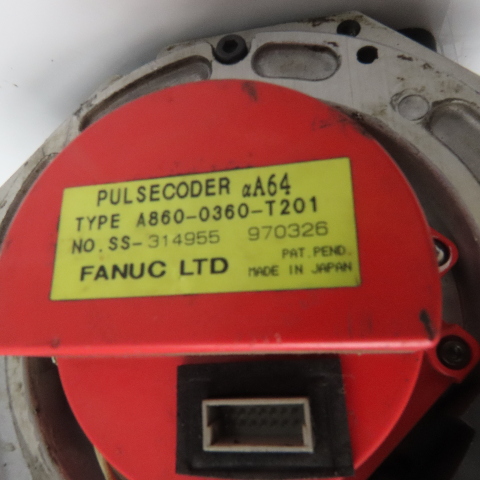 PULSECODER αA64
TYPE A860-0360-T201
NO.SS-314955 970326
PAT.PEND.
FANUC LTD MADE IN JAPAN